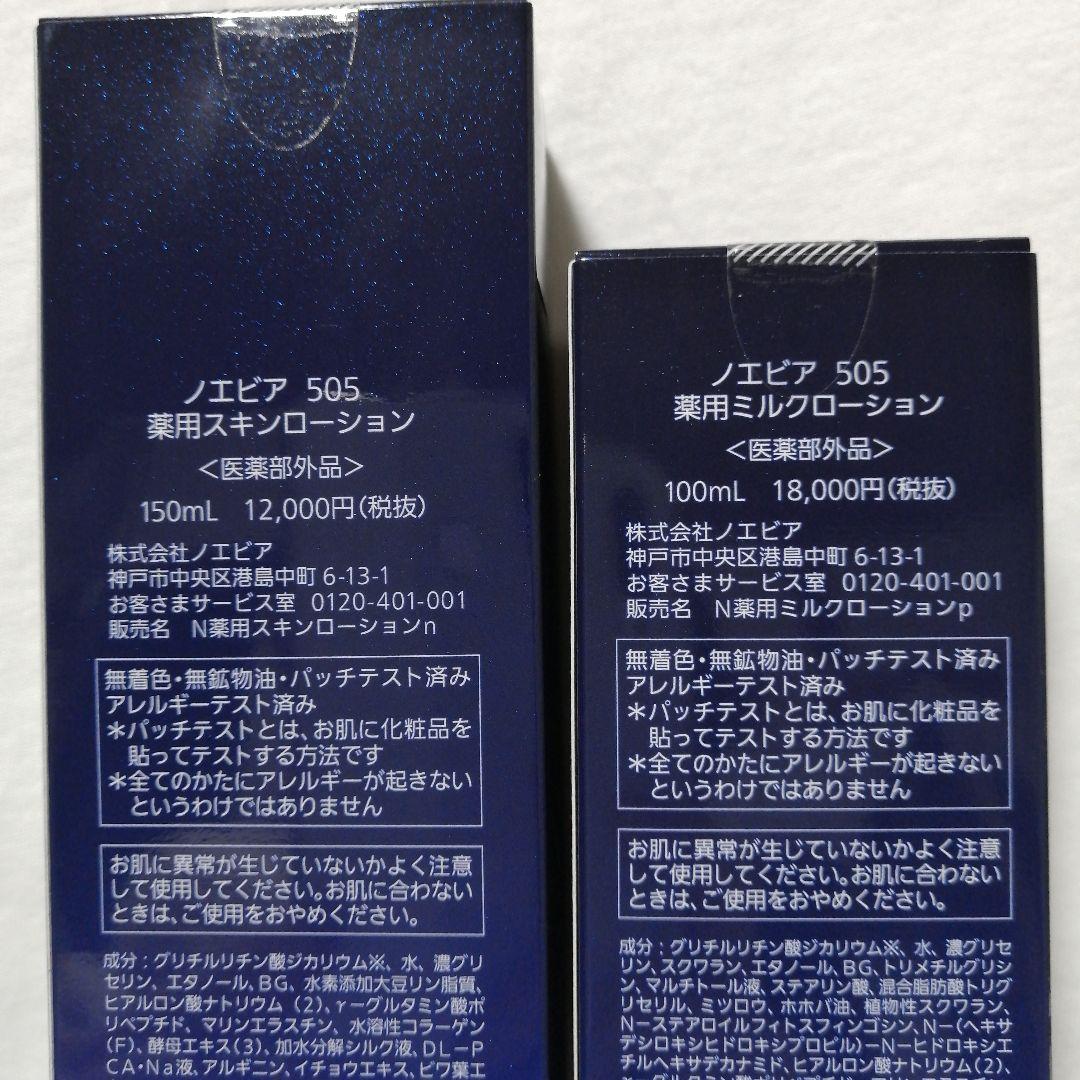 ノエビア 505
薬用スキンローション
＜医薬部外品＞
150mL 12,000円(税抜)
株式会社ノエビア
神戸市中央区港島中町 6-13-1
お客さまサービス室 0120-401-001
販売名 N薬用スキンローションn
無着色・無鉱物油・パッチテスト済み
アレルギーテスト済み
＊パッチテストとは、お肌に化粧品を
貼ってテストする方法です
＊全てのかたにアレルギーが起きない
というわけではありません
お肌に異常が生じていないかよく注意
して使用してください。お肌に合わない
ときは、ご使用をおやめください。
成分：グリチルリチン酸ジカリウム※、水、濃グリ
セリン、エタノール、BG、水素添加大豆リン脂質、
ヒアルロン酸ナトリウム（2）、γ－グルタミン酸ポ
リペプチド、マリンエラスチン、水溶性コラーゲン
（F）、酵母エキス（3）、加水分解シルク液、DL－P
CA・Na液、アルギニン、イチョウエキス、ビワ葉エ
ノエビア 505
薬用ミルクローション
＜医薬部外品＞
100mL 18,000円(税抜)
株式会社ノエビア
神戸市中央区港島中町 6-13-1
お客さまサービス室 0120-401-001
販売名 N薬用ミルクローションp
無着色・無鉱物油・パッチテスト済み
アレルギーテスト済み
＊パッチテストとは、お肌に化粧品を
貼ってテストする方法です
＊全てのかたにアレルギーが起きない
というわけではありません
お肌に異常が生じていないかよく注意
して使用してください。お肌に合わない
ときは、ご使用をおやめください。
成分：グリチルリチン酸ジカリウム※、水、濃グリセ
リン、スクワラン、エタノール、BG、トリメチルグリシ
ン、マルチトール液、ステアリン酸、混合脂肪酸トリグ
リセリル、ミツロウ、ホホバ油、植物性スクワラン、
N－ステアロイルフィトスフィンゴシン、N－（ヘキサ
デシロキシヒドロキシプロピル）－N－ヒドロキシエ
チルヘキサデカナミド、ヒアルロン酸ナトリウム（2）、